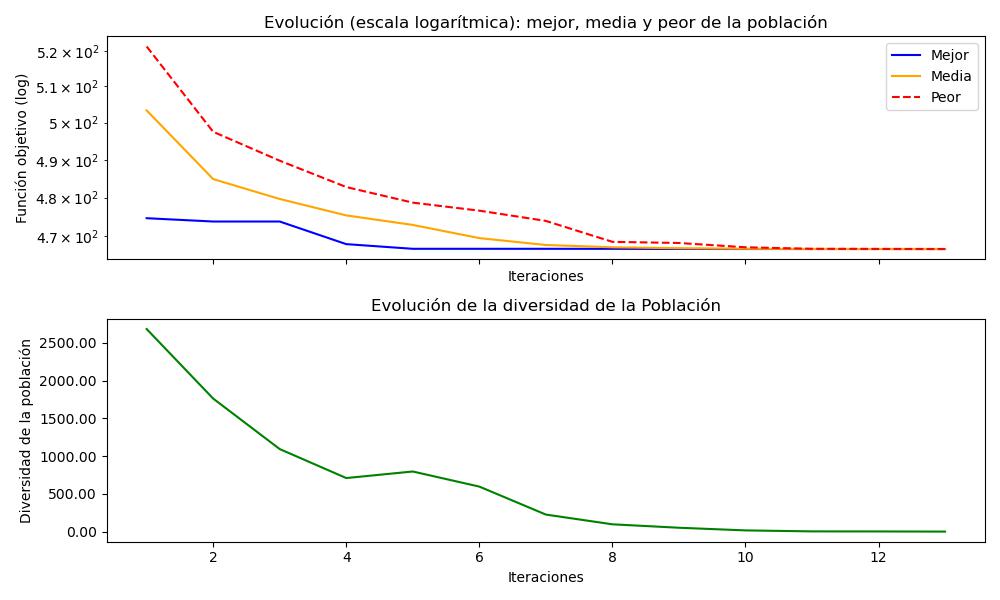 Evolución (escala logarítmica): mejor, media y peor de la población
Función objetivo (log)
5.2 × 10²
5.1 × 10²
5 × 10²
4.9 × 10²
4.8 × 10²
4.7 × 10²
Mejor
Media
Peor
Iteraciones
Evolución de la diversidad de la Población
Diversidad de la población
2500.00
2000.00
1500.00
1000.00
500.00
0.00
2 4 6 8 10 12
Iteraciones